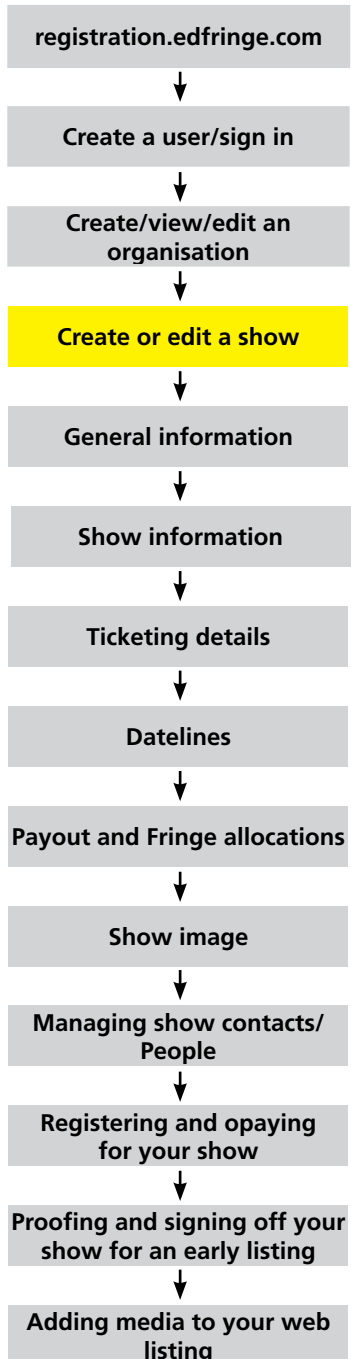 registration.edfringe.com
Create a user/sign in
Create/view/edit an
organisation
Create or edit a show
General information
Show information
Ticketing details
Datelines
Payout and Fringe allocations
Show image
Managing show contacts/
People
Registering and opaying
for your show
Proofing and signing off your
show for an early listing
Adding media to your web
listing